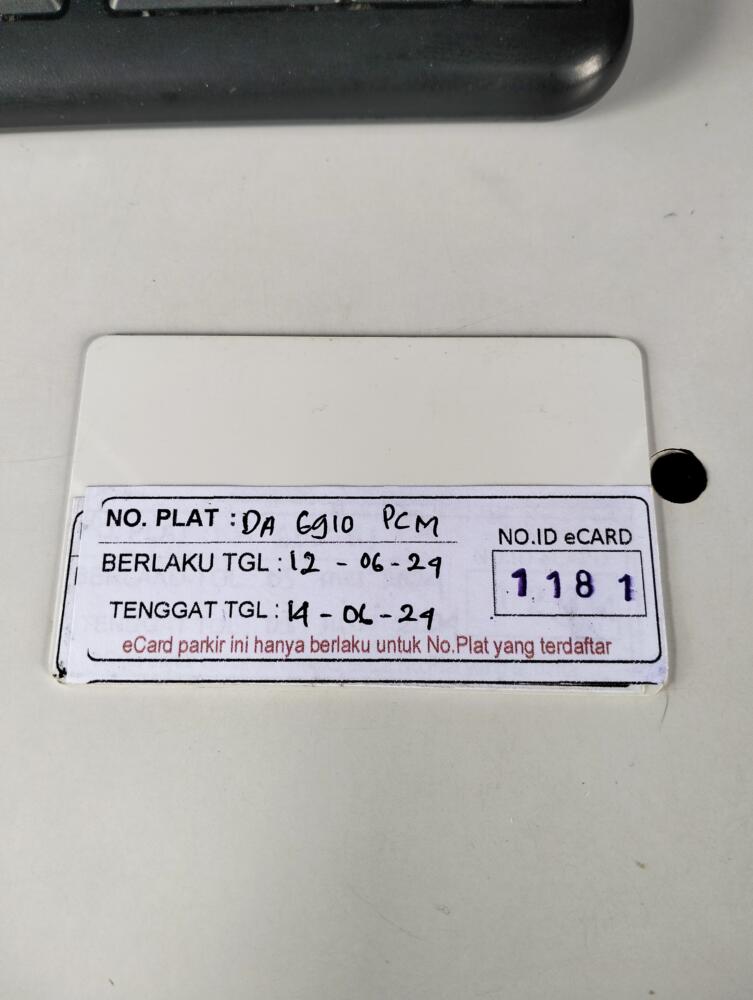 NO. PLAT : DA 6910 PCM
BERLAKU TGL : 12 - 06 - 24
TENGGAT TGL : 14 - 06 - 24
NO.ID eCARD
1181
eCard parkir ini hanya berlaku untuk No.Plat yang terdaftar